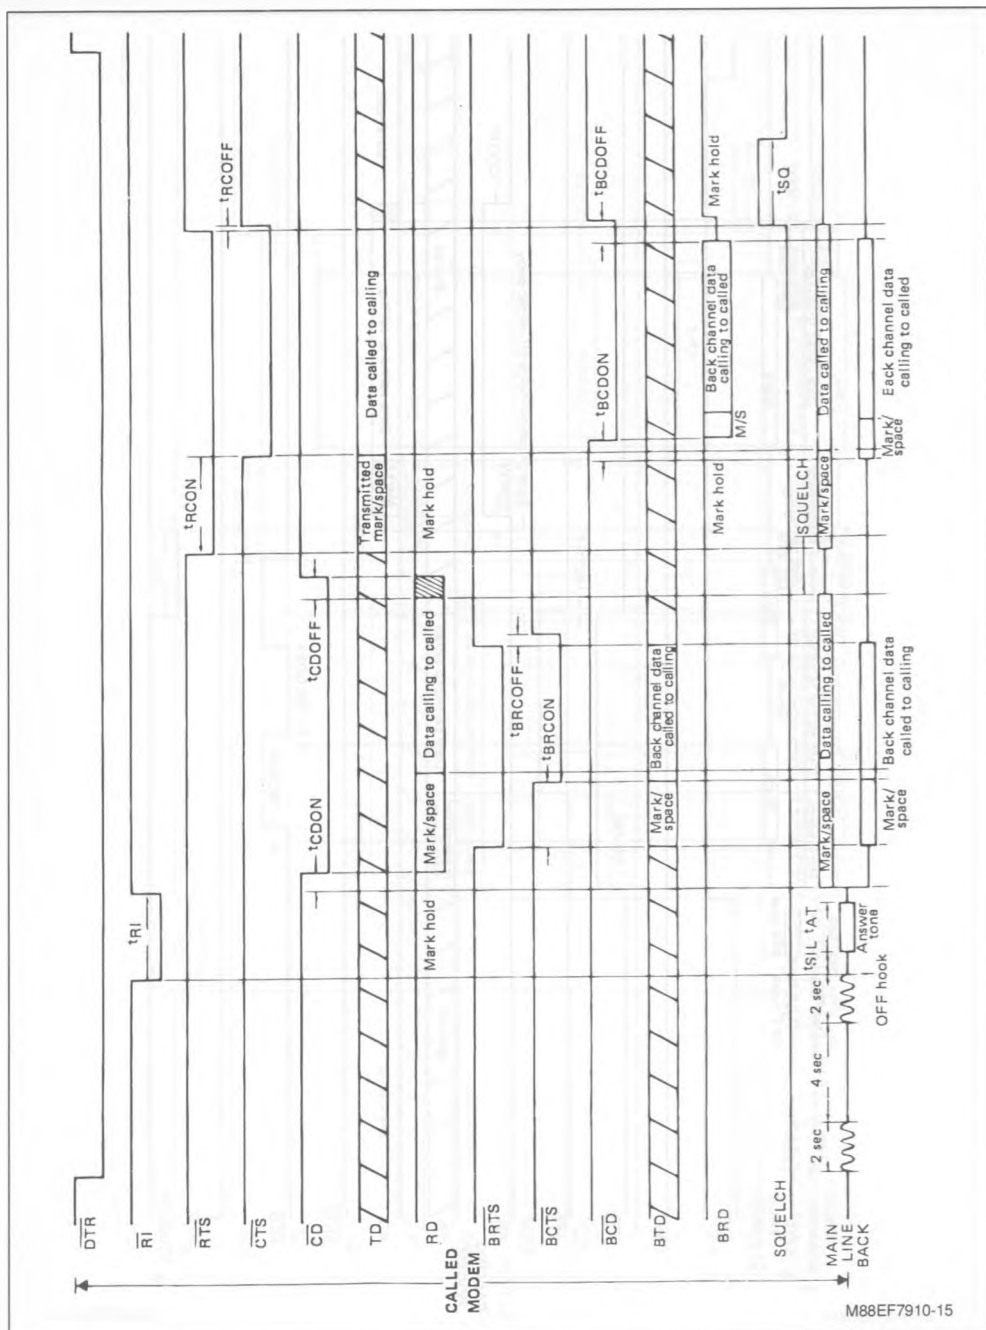 CALLED
MODEM
DTR
RI
RTS
CTS
CD
TD
RD
BRTS
BCTS
BCD
BTD
BRD
SQUELCH
MAIN
LINE
BACK
tRI
tRCON
tRCOFF
tCDON
tCDOFF
Transmitted
mark/space
Data called to calling
Mark hold
Mark/space
Data calling to called
Mark hold
tBRCOFF
tBRCON
tBCDON
tBCDOFF
Mark/
space
Back channel data
called to calling
Mark hold
M/S
Back channel data
calling to called
Mark hold
tSQ
SQUELCH
2 sec
4 sec
2 sec
tSIL
tAT
Mark/space
Data calling to called
Mark/space
Data called to calling
OFF hook
Answer
tone
Mark/
space
Back channel data
called to calling
Mark/
space
Eack channel data
calling to called
M88EF7910-15